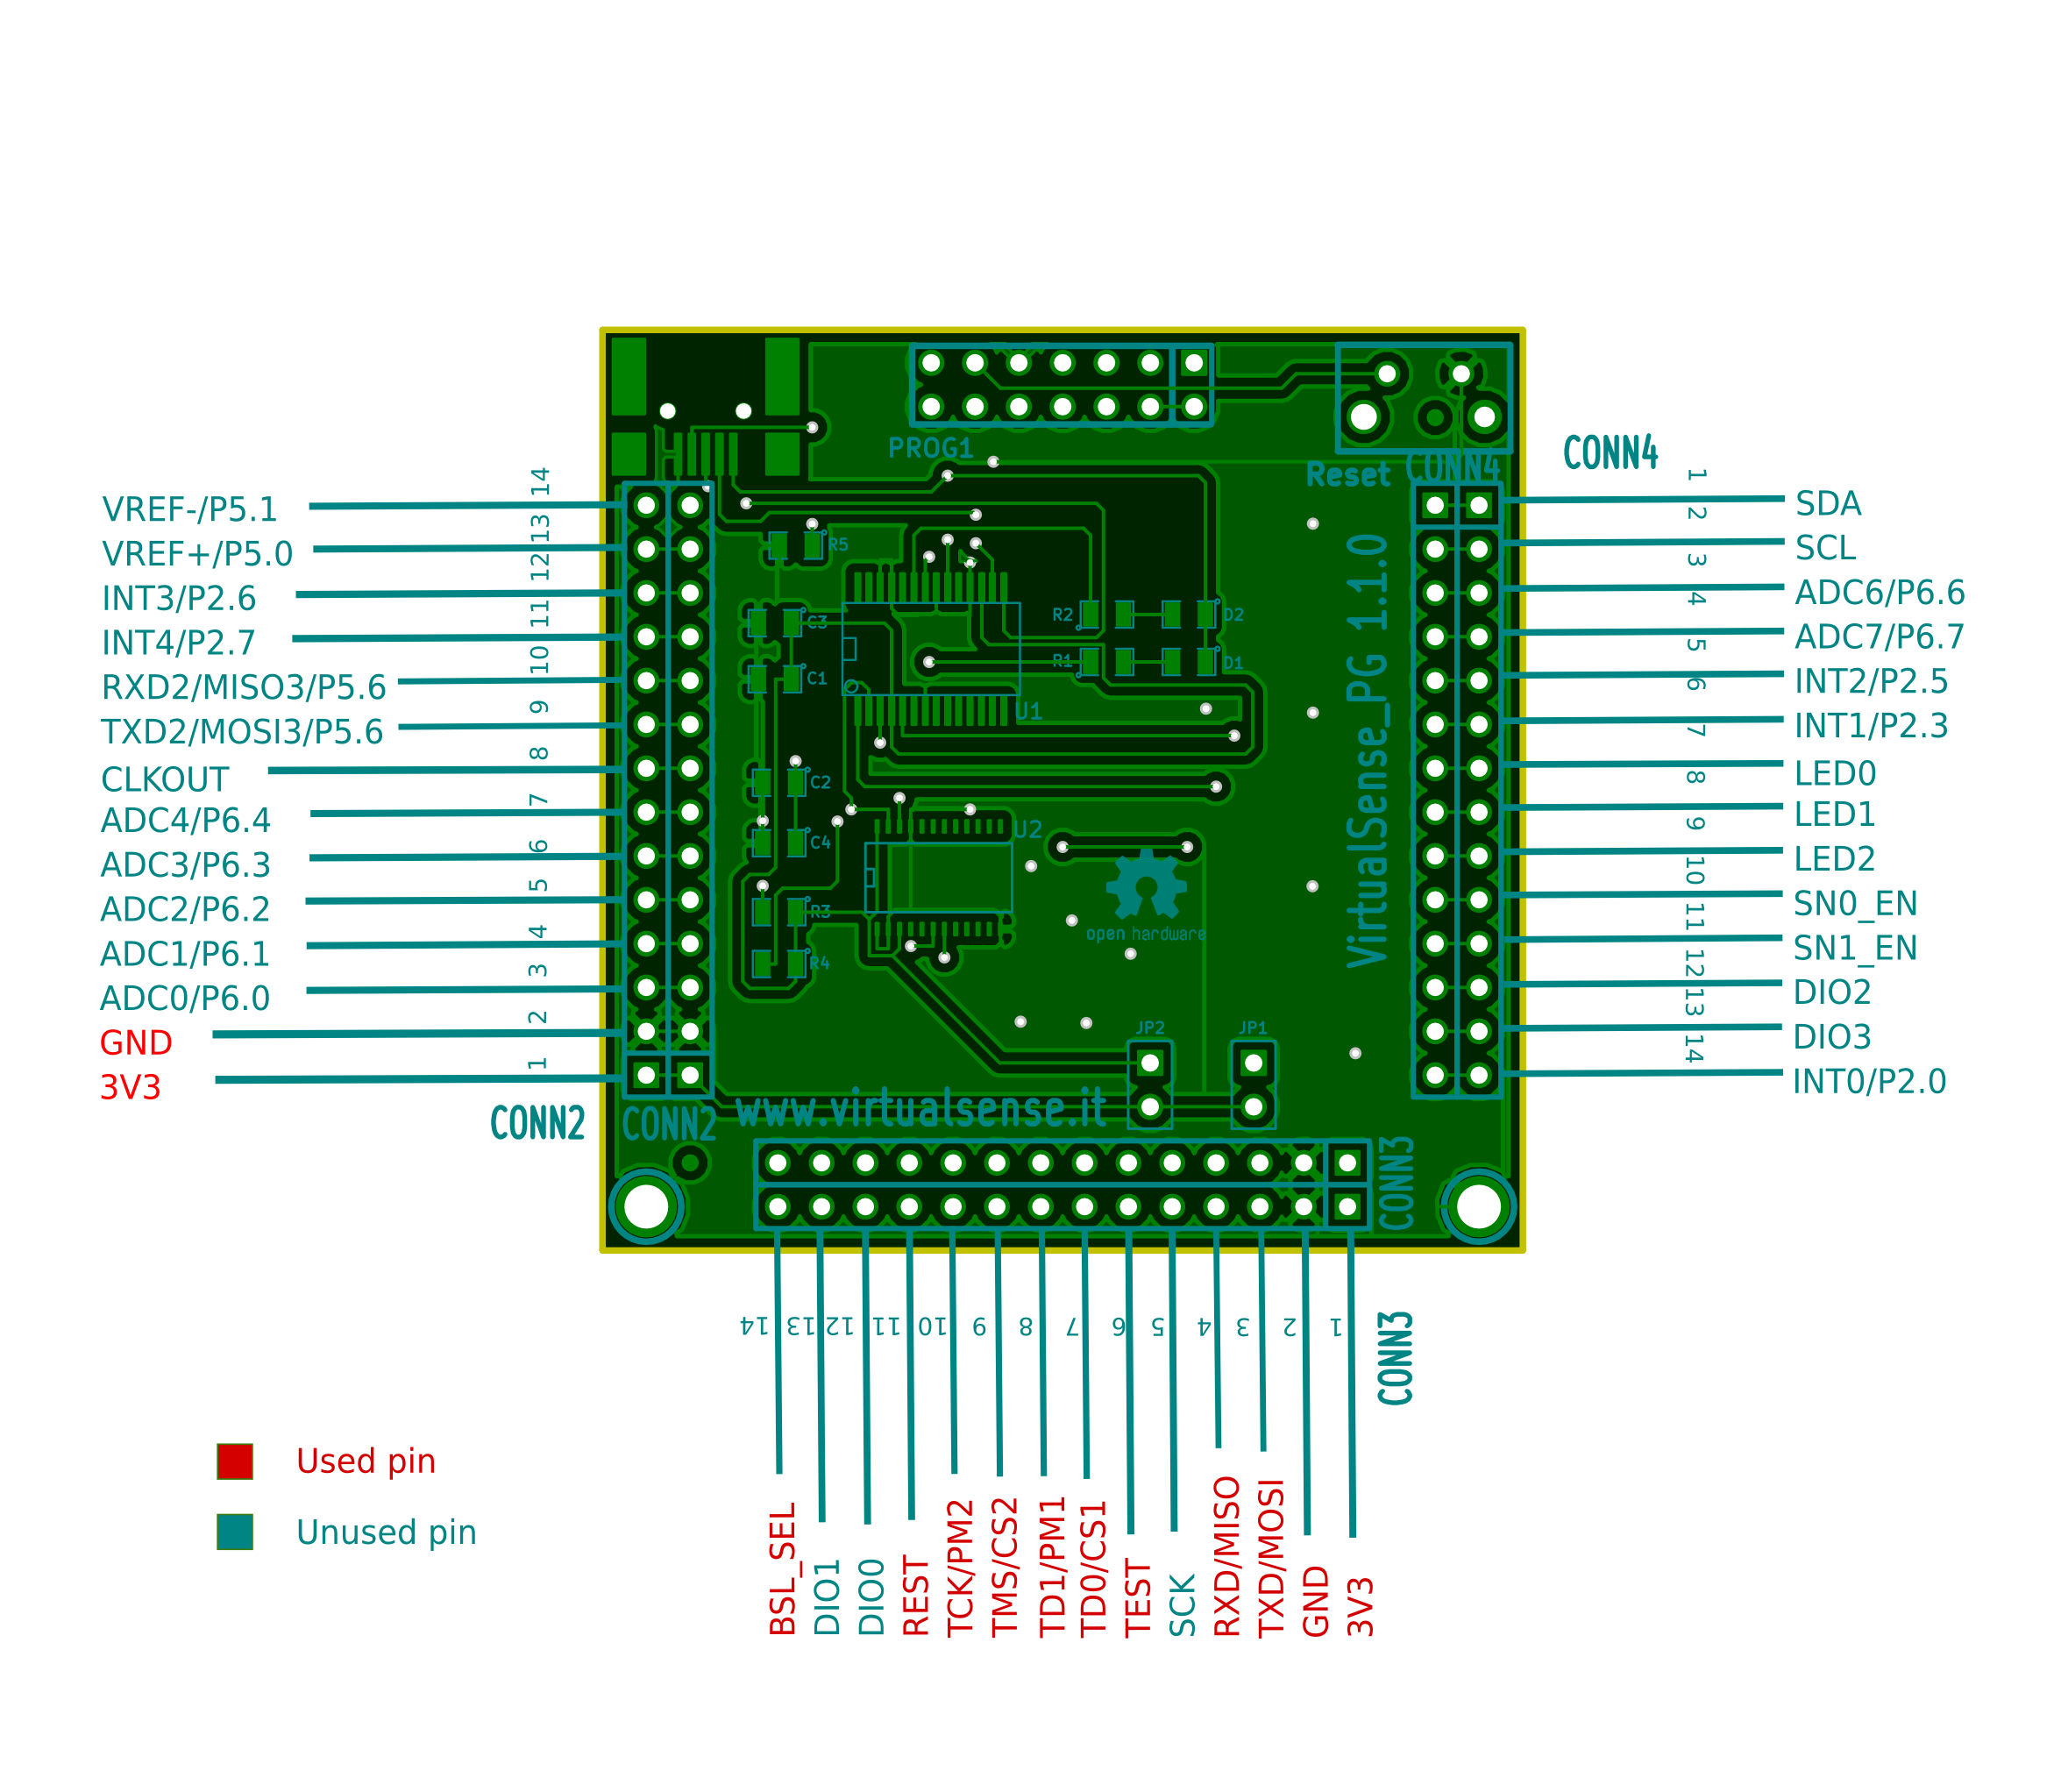 PROG1
Reset
CONN4
CONN4
VREF-/P5.1
14
VREF+/P5.0
13
INT3/P2.6
12
INT4/P2.7
11
RXD2/MISO3/P5.6
10
TXD2/MOSI3/P5.6
9
CLKOUT
8
ADC4/P6.4
7
ADC3/P6.3
6
ADC2/P6.2
5
ADC1/P6.1
4
ADC0/P6.0
3
GND
2
3V3
1
CONN2
CONN2
R5
C3
C1
U1
C2
C4
U2
R3
R4
R2
D2
R1
D1
VirtualSense_PG 1.1.0
open hardware
JP2
JP1
www.virtualsense.it
1
SDA
2
SCL
3
ADC6/P6.6
4
ADC7/P6.7
5
INT2/P2.5
6
INT1/P2.3
7
LED0
8
LED1
9
LED2
10
SN0_EN
11
SN1_EN
12
DIO2
13
DIO3
14
INT0/P2.0
CONN3
CONN3
14 13 12 11 10 9 8 7 6 5 4 3 2 1
BSL_SEL
DIO1
DIO0
REST
TCK/PM2
TMS/CS2
TD1/PM1
TD0/CS1
TEST
SCK
RXD/MISO
TXD/MOSI
GND
3V3
Used pin
Unused pin